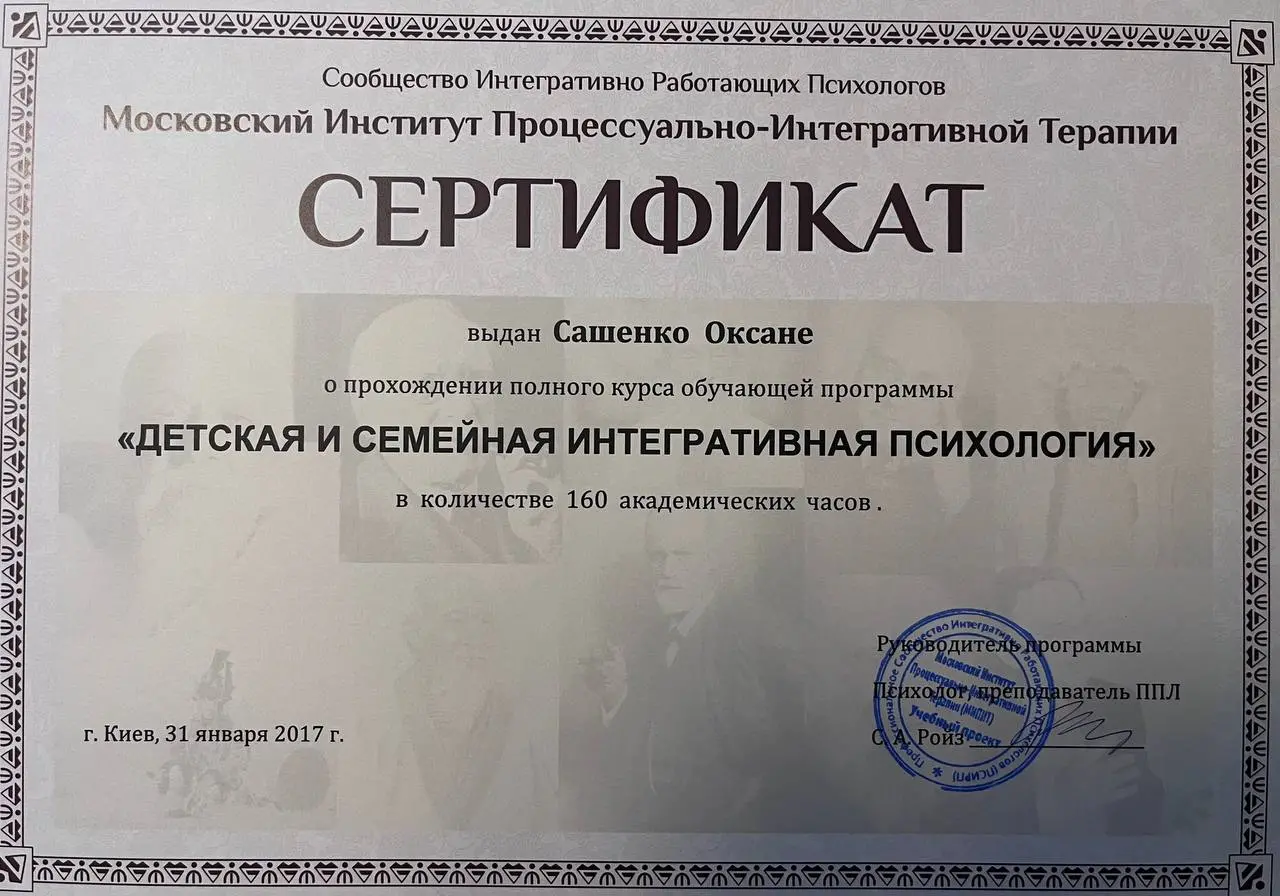 Сообщество Интегративно Работающих Психологов
Московский Институт Процессуально-Интегративной Терапии
СЕРТИФИКАТ
выдан Сашенко Оксане
о прохождении полного курса обучающей программы
«ДЕТСКАЯ И СЕМЕЙНАЯ ИНТЕГРАТИВНАЯ ПСИХОЛОГИЯ»
в количестве 160 академических часов.
Руководитель программы
Психолог, преподаватель ППЛ
С. А. Ройз
г. Киев, 31 января 2017 г.
Профессиональное Сообщество Интегративно Работающих Психологов (ПСИРП)
Московский Институт
Процессуально-Интегративной
Терапии (МИПИТ)
Учебный проект